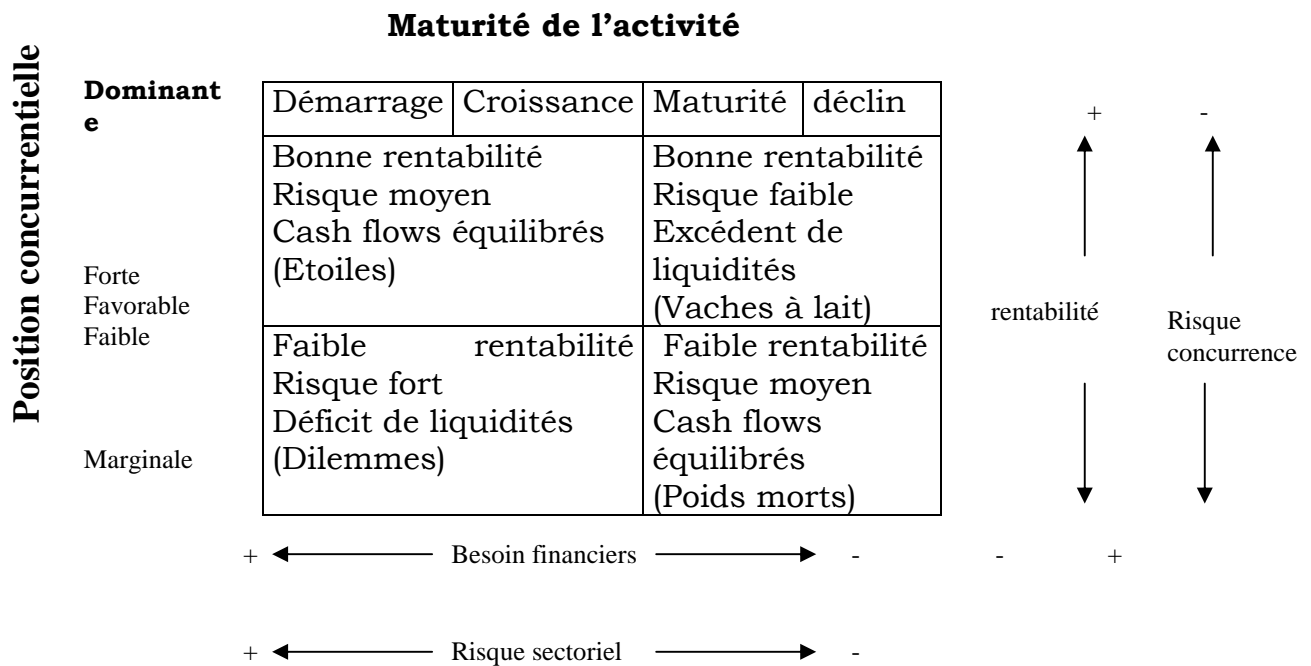 Maturité de l'activité
Position concurrentielle
Dominant
e
Démarrage Croissance Maturité déclin
+ -
Bonne rentabilité
Risque moyen
Cash flows équilibrés
(Etoiles)
Bonne rentabilité
Risque faible
Excédent de
liquidités
(Vaches à lait)
Forte
Favorable
Faible
rentabilité
Risque
concurrence
Faible rentabilité
Risque fort
Déficit de liquidités
(Dilemmes)
Faible rentabilité
Risque moyen
Cash flows
équilibrés
(Poids morts)
Marginale
+ Besoin financiers - - +
+ Risque sectoriel -